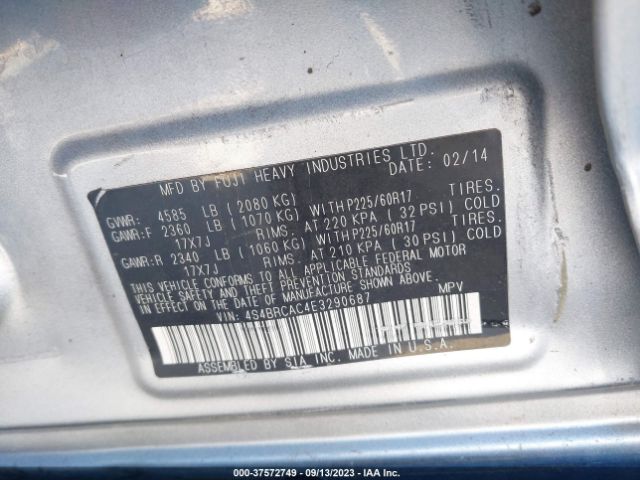 MFD BY FUJI HEAVY INDUSTRIES LTD.
DATE: 02/14
GVWR: 4585 LB ( 2080 KG)
GAWR:F 2360 LB ( 1070 KG) WITH P225/60R17 TIRES.
17X7J RIMS. AT 220 KPA ( 32 PSI) COLD
GAWR:R 2340 LB ( 1060 KG) WITH P225/60R17 TIRES.
17X7J RIMS. AT 210 KPA ( 30 PSI) COLD
THIS VEHICLE CONFORMS TO ALL APPLICABLE FEDERAL MOTOR
VEHICLE SAFETY AND THEFT PREVENTION STANDARDS
IN EFFECT ON THE DATE OF MANUFACTURE SHOWN ABOVE.
VIN: 4S4BRCAC4E3290687 MPV
ASSEMBLED BY SIA, INC. MADE IN U.S.A.
000-37572749 - 09/13/2023 - IAA Inc.